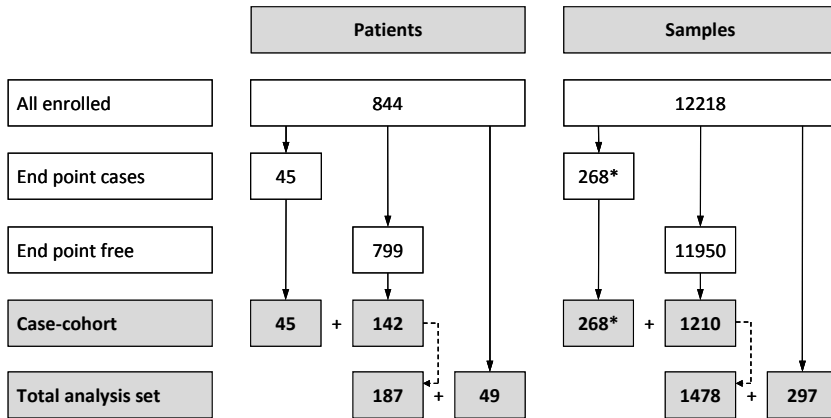 Patients Samples
All enrolled 844 12218
End point cases 45 268*
End point free 799 11950
Case-cohort 45 + 142 268* + 1210
Total analysis set 187 + 49 1478 + 297